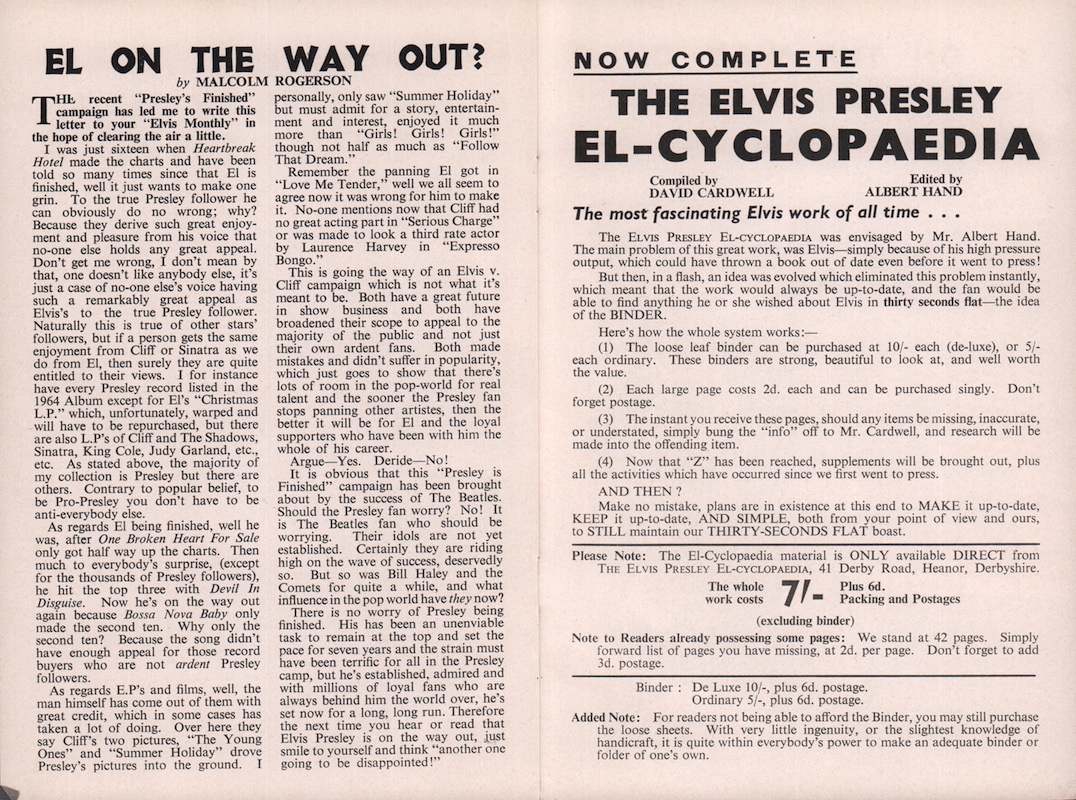 EL ON THE WAY OUT?
by MALCOLM ROGERSON
THE recent "Presley's Finished"
campaign has led me to write this
letter to your "Elvis Monthly" in
the hope of clearing the air a little.
I was just sixteen when Heartbreak
Hotel made the charts and have been
told so many times since that El is
finished, well it just wants to make one
grin. To the true Presley follower he
can obviously do no wrong; why?
Because they derive such great enjoy-
ment and pleasure from his voice that
no-one else holds any great appeal.
Don't get me wrong, I don't mean by
that, one doesn't like anybody else, it's
just a case of no-one else's voice having
such a remarkably great appeal as
Elvis's to the true Presley follower.
Naturally this is true of other stars'
followers, but if a person gets the same
enjoyment from Cliff or Sinatra as we
do from El, then surely they are quite
entitled to their views. I for instance
have every Presley record listed in the
1964 Album except for El's "Christmas
L.P." which, unfortunately, warped and
will have to be repurchased, but there
are also L.P's of Cliff and The Shadows,
Sinatra, King Cole, Judy Garland, etc.,
etc. As stated above, the majority of
my collection is Presley but there are
others. Contrary to popular belief, to
be Pro-Presley you don't have to be
anti-everybody else.
As regards El being finished, well he
was, after One Broken Heart For Sale
only got half way up the charts. Then
much to everybody's surprise, (except
for the thousands of Presley followers),
he hit the top three with Devil In
Disguise. Now he's on the way out
again because Bossa Nova Baby only
made the second ten. Why only the
second ten? Because the song didn't
have enough appeal for those record
buyers who are not ardent Presley
followers.
As regards E.P's and films, well, the
man himself has come out of them with
great credit, which in some cases has
taken a lot of doing. Over here they
say Cliff's two pictures, "The Young
Ones" and "Summer Holiday" drove
Presley's pictures into the ground. I
personally, only saw "Summer Holiday"
but must admit for a story, entertain-
ment and interest, enjoyed it much
more than "Girls! Girls! Girls!"
though not half as much as "Follow
That Dream."
Remember the panning El got in
"Love Me Tender," well we all seem to
agree now it was wrong for him to make
it. No-one mentions now that Cliff had
no great acting part in "Serious Charge"
or was made to look a third rate actor
by Laurence Harvey in "Expresso
Bongo."
This is going the way of an Elvis v.
Cliff campaign which is not what it's
meant to be. Both have a great future
in show business and both have
broadened their scope to appeal to the
majority of the public and not just
their own ardent fans. Both made
mistakes and didn't suffer in popularity,
which just goes to show that there's
lots of room in the pop-world for real
talent and the sooner the Presley fan
stops panning other artistes, then the
better it will be for El and the loyal
supporters who have been with him the
whole of his career.
Argue—Yes. Deride—No!
It is obvious that this "Presley is
Finished" campaign has been brought
about by the success of The Beatles.
Should the Presley fan worry? No! It
is The Beatles fan who should be
worrying. Their idols are not yet
established. Certainly they are riding
high on the wave of success, deservedly
so. But so was Bill Haley and the
Comets for quite a while, and what
influence in the pop world have they now?
There is no worry of Presley being
finished. His has been an unenviable
task to remain at the top and set the
pace for seven years and the strain must
have been terrific for all in the Presley
camp, but he's established, admired and
with millions of loyal fans who are
always behind him the world over, he's
set now for a long, long run. Therefore
the next time you hear or read that
Elvis Presley is on the way out, just
smile to yourself and think "another one
going to be disappointed!"
NOW COMPLETE
THE ELVIS PRESLEY
EL-CYCLOPAEDIA
Compiled by
DAVID CARDWELL
Edited by
ALBERT HAND
The most fascinating Elvis work of all time . . .
The ELVIS PRESLEY EL-CYCLOPAEDIA was envisaged by Mr. Albert Hand.
The main problem of this great work, was Elvis—simply because of his high pressure
output, which could have thrown a book out of date even before it went to press!
But then, in a flash, an idea was evolved which eliminated this problem instantly,
which meant that the work would always be up-to-date, and the fan would be
able to find anything he or she wished about Elvis in thirty seconds flat—the idea
of the BINDER.
Here's how the whole system works:—
(1) The loose leaf binder can be purchased at 10/- each (de-luxe), or 5/-
each ordinary. These binders are strong, beautiful to look at, and well worth
the value.
(2) Each large page costs 2d. each and can be purchased singly. Don't
forget postage.
(3) The instant you receive these pages, should any items be missing, inaccurate,
or understated, simply bung the "info" off to Mr. Cardwell, and research will be
made into the offending item.
(4) Now that "Z" has been reached, supplements will be brought out, plus
all the activities which have occurred since we first went to press.
AND THEN ?
Make no mistake, plans are in existence at this end to MAKE it up-to-date,
KEEP it up-to-date, AND SIMPLE, both from your point of view and ours,
to STILL maintain our THIRTY-SECONDS FLAT boast.
Please Note: The El-Cyclopaedia material is ONLY available DIRECT from
THE ELVIS PRESLEY EL-CYCLOPAEDIA, 41 Derby Road, Heanor, Derbyshire.
The whole
work costs
7/-
Plus 6d.
Packing and Postages
(excluding binder)
Note to Readers already possessing some pages: We stand at 42 pages. Simply
forward list of pages you have missing, at 2d. per page. Don't forget to add
3d. postage.
Binder : De Luxe 10/-, plus 6d. postage.
Ordinary 5/-, plus 6d. postage.
Added Note: For readers not being able to afford the Binder, you may still purchase
the loose sheets. With very little ingenuity, or the slightest knowledge of
handicraft, it is quite within everybody's power to make an adequate binder or
folder of one's own.